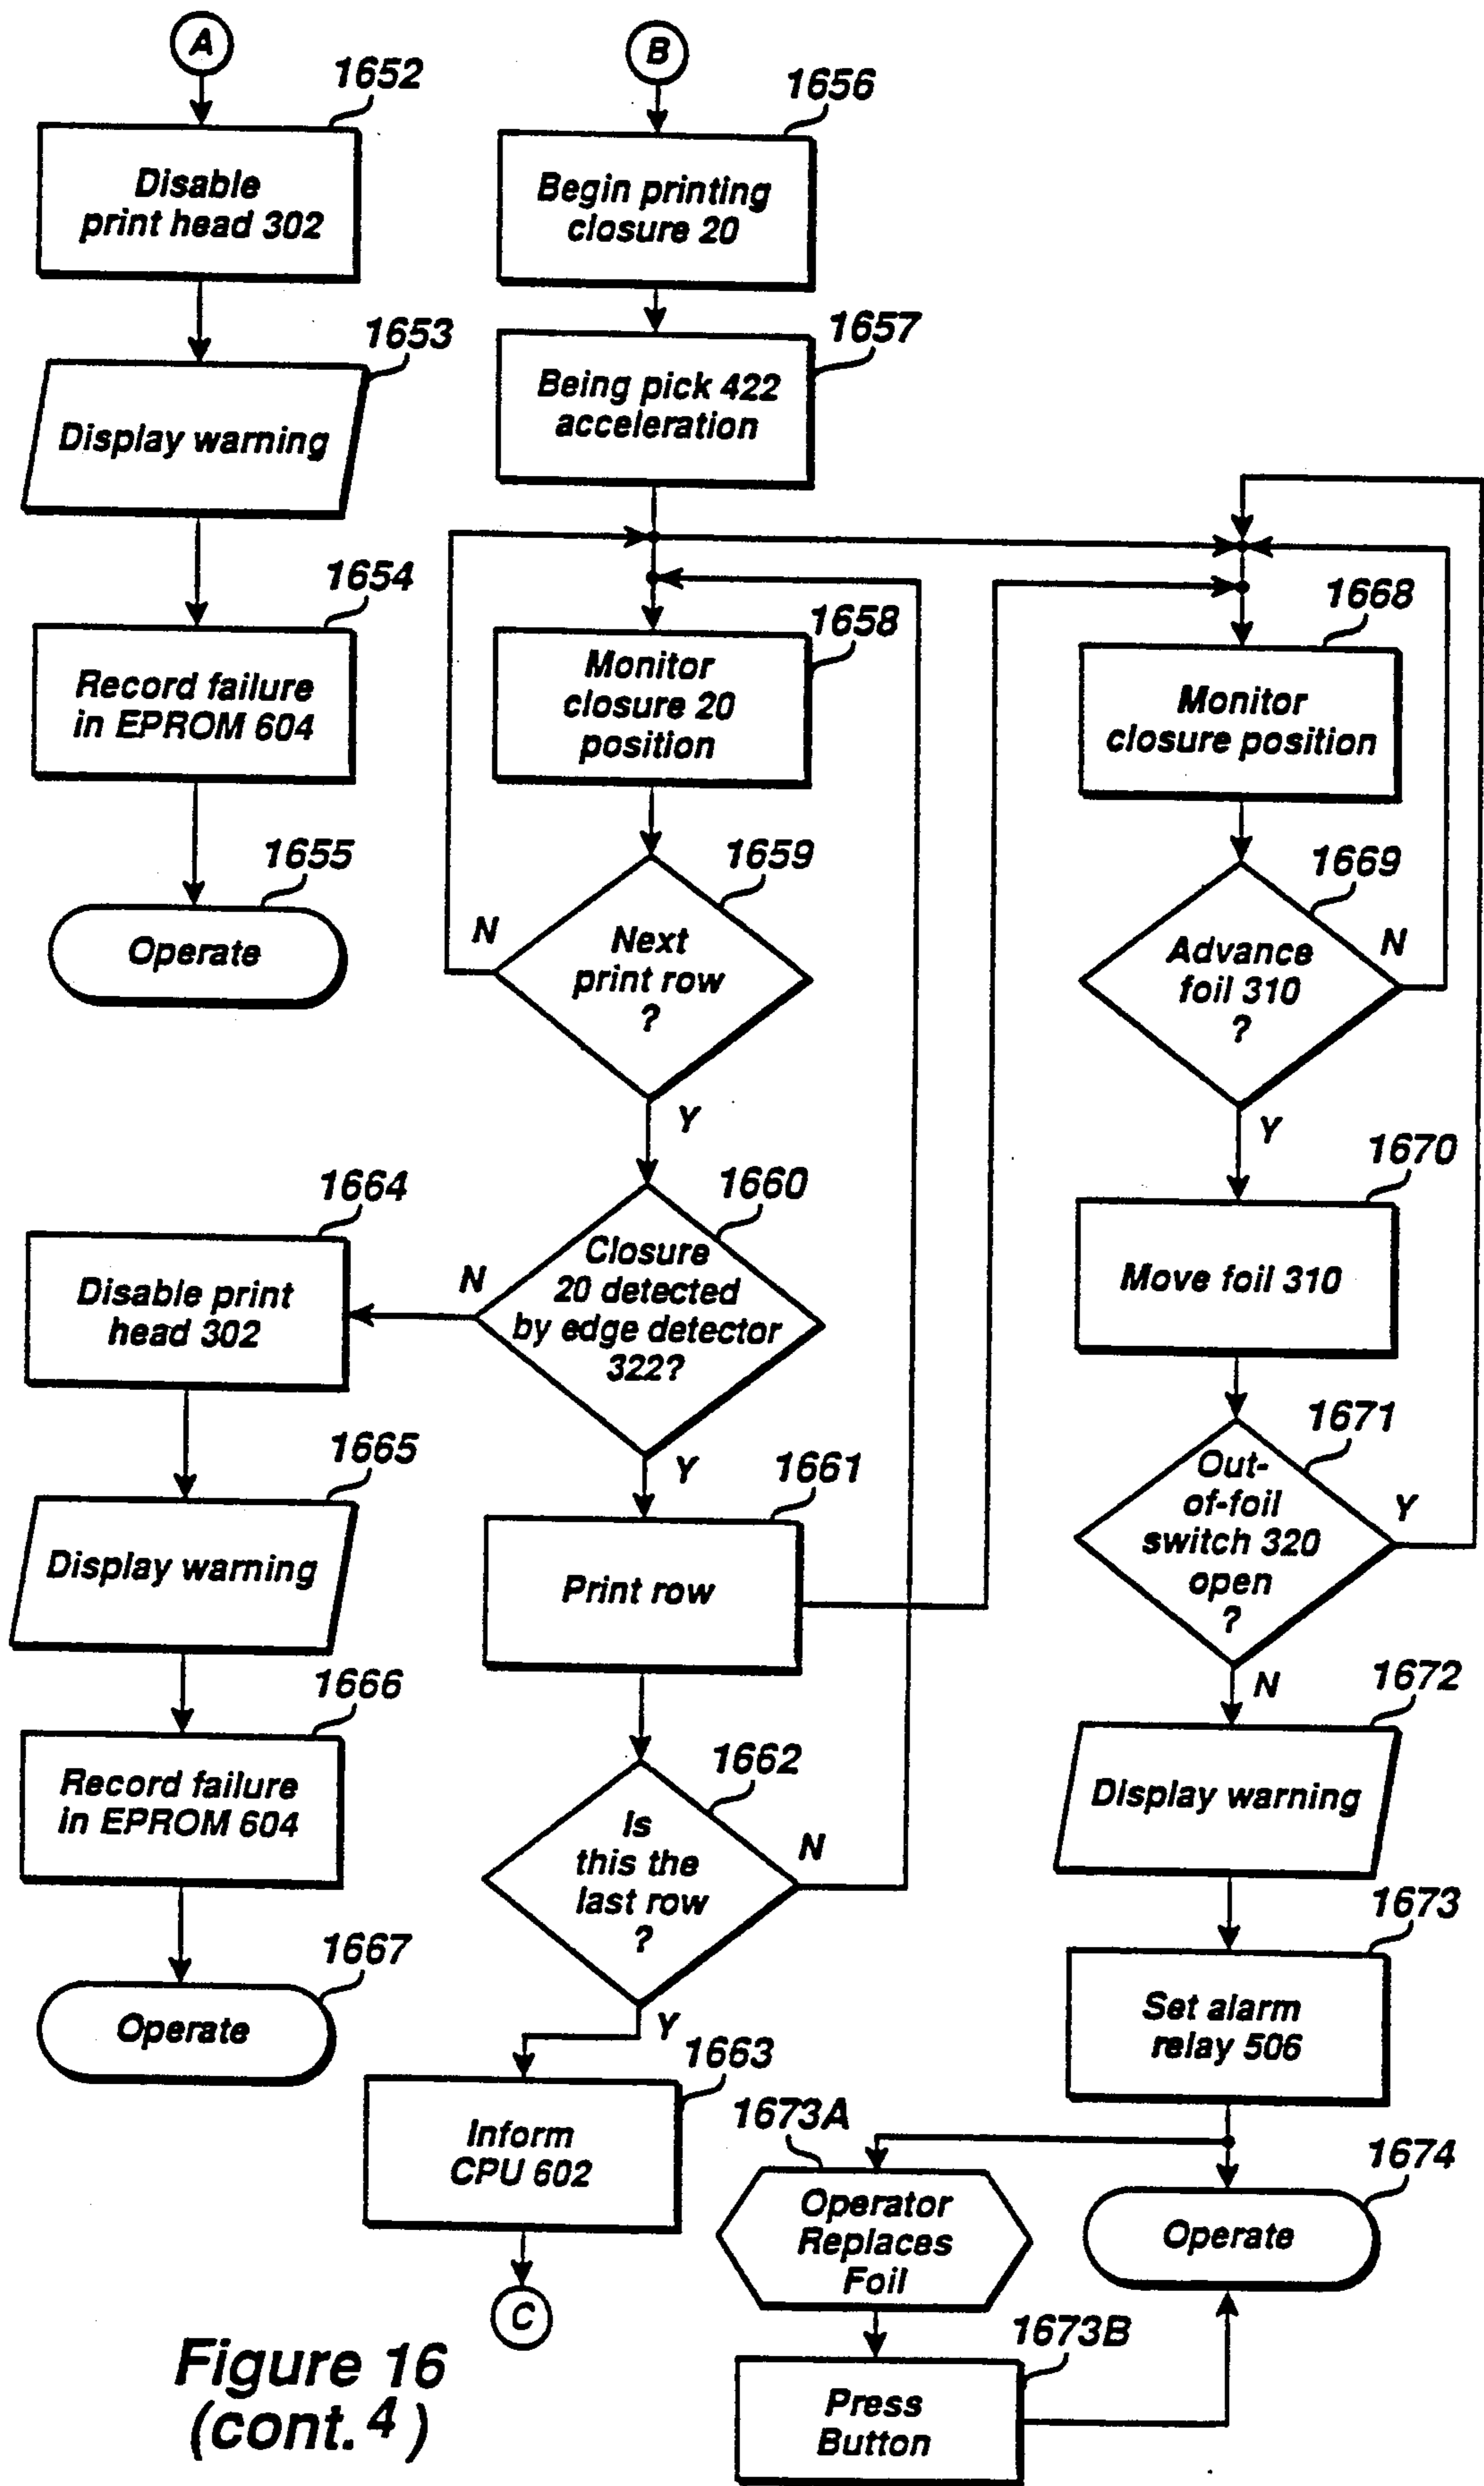 A
1652
Disable
print head 302
1653
Display warning
1654
Record failure
in EPROM 604
1655
Operate
B
1656
Begin printing
closure 20
1657
Being pick 422
acceleration
1658
Monitor
closure 20
position
1659
Next
print row
?
N
Y
1660
Closure
20 detected
by edge detector
322?
N
Y
1664
Disable print
head 302
1665
Display warning
1666
Record failure
in EPROM 604
1667
Operate
1661
Print row
1662
Is
this the
last row
?
N
Y
1663
Inform
CPU 602
C
1668
Monitor
closure position
1669
Advance
foil 310
?
N
Y
1670
Move foil 310
1671
Out-
of-foil
switch 320
open
?
Y
N
1672
Display warning
1673
Set alarm
relay 506
1673A
Operator
Replaces
Foil
1673B
Press
Button
1674
Operate
Figure 16
(cont. 4)